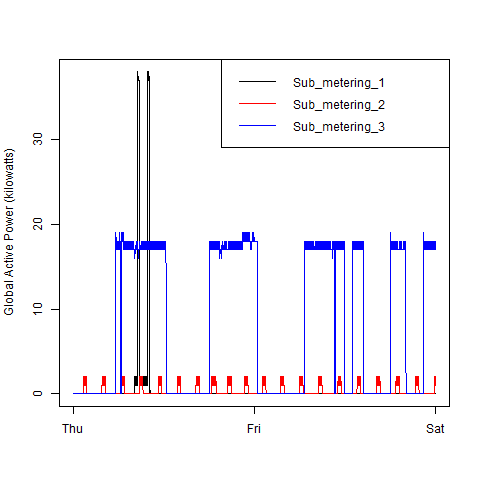 Sub_metering_1
Sub_metering_2
Sub_metering_3
Global Active Power (kilowatts)
30
20
10
0
Thu
Fri
Sat